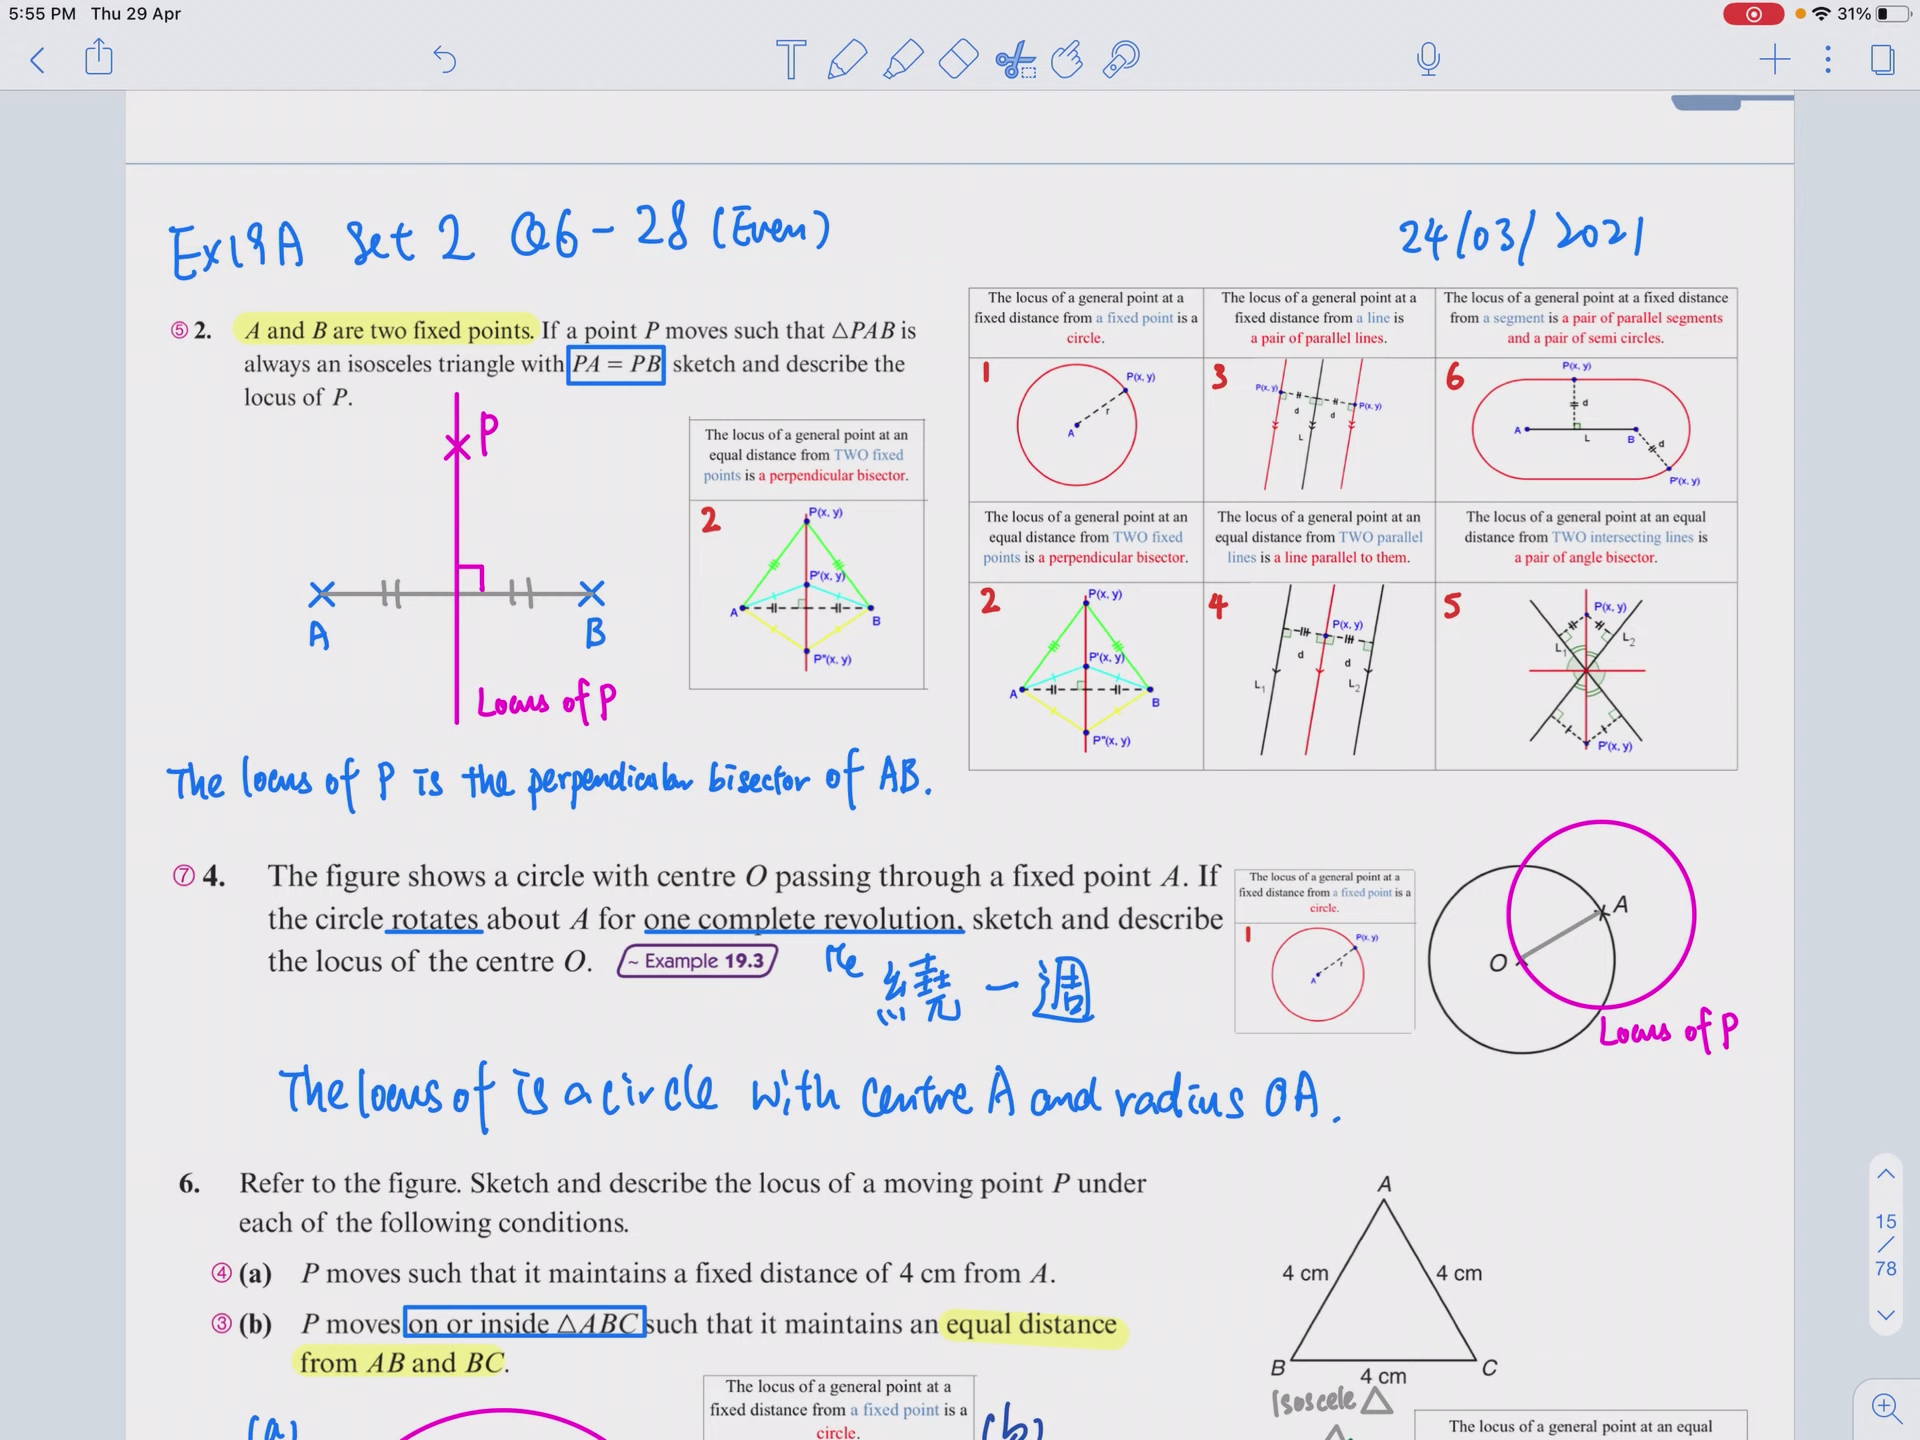 5:55 PM Thu 29 Apr
31%
Ex19A Set 2 Q6-28 (Even)
24/03/2021
⑤ 2. A and B are two fixed points. If a point P moves such that △PAB is
always an isosceles triangle with PA = PB sketch and describe the
locus of P.
P
A
B
Locus of P
The locus of a general point at an
equal distance from TWO fixed
points is a perpendicular bisector.
2
P(x, y)
P'(x, y)
A
B
P"(x, y)
The locus of a general point at a
fixed distance from a fixed point is a
circle.
1
P(x, y)
r
A
The locus of a general point at a
fixed distance from a line is
a pair of parallel lines.
3
P(x, y)
P(x, y)
d
d
L
The locus of a general point at a fixed distance
from a segment is a pair of parallel segments
and a pair of semi circles.
6
P(x, y)
d
A
L
B
d
P'(x, y)
The locus of a general point at an
equal distance from TWO fixed
points is a perpendicular bisector.
2
P(x, y)
P'(x, y)
A
B
P"(x, y)
The locus of a general point at an
equal distance from TWO parallel
lines is a line parallel to them.
4
P(x, y)
d
d
L₁
L₂
The locus of a general point at an equal
distance from TWO intersecting lines is
a pair of angle bisector.
5
P(x, y)
L₁
L₂
P'(x, y)
The locus of P is the perpendicular bisector of AB.
⑦ 4. The figure shows a circle with centre O passing through a fixed point A. If
the circle rotates about A for one complete revolution, sketch and describe
the locus of the centre O. ~ Example 19.3
繞一週
The locus of a general point at a
fixed distance from a fixed point is a
circle.
1
P(x, y)
r
A
A
O
Locus of P
The locus of is a circle with centre A and radius OA.
6. Refer to the figure. Sketch and describe the locus of a moving point P under
each of the following conditions.
④ (a) P moves such that it maintains a fixed distance of 4 cm from A.
③ (b) P moves on or inside △ABC such that it maintains an equal distance
from AB and BC.
A
4 cm
4 cm
B
C
4 cm
Isoscele △
(a)
The locus of a general point at a
fixed distance from a fixed point is a
circle.
(b)
The locus of a general point at an equal
15
/
78